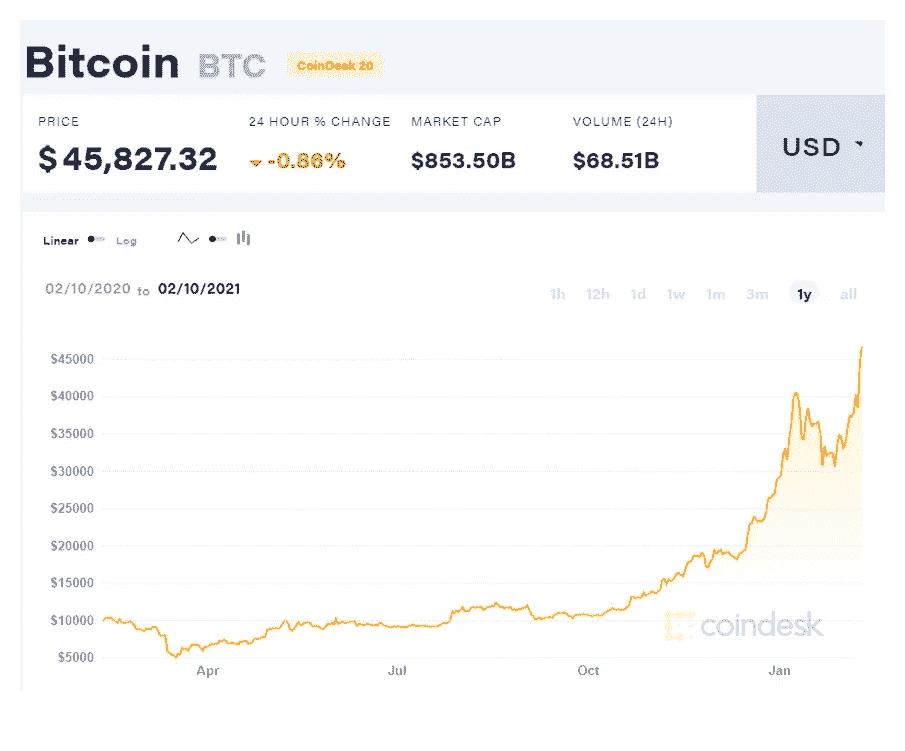 Bitcoin BTC CoinDesk 20
PRICE 24 HOUR % CHANGE MARKET CAP VOLUME (24H)
$45,827.32 -0.86% $853.50B $68.51B USD
Linear Log
02/10/2020 to 02/10/2021
1h 12h 1d 1w 1m 3m 1y all
$45000
$40000
$35000
$30000
$25000
$20000
$15000
$10000
coindesk
$5000
Apr Jul Oct Jan